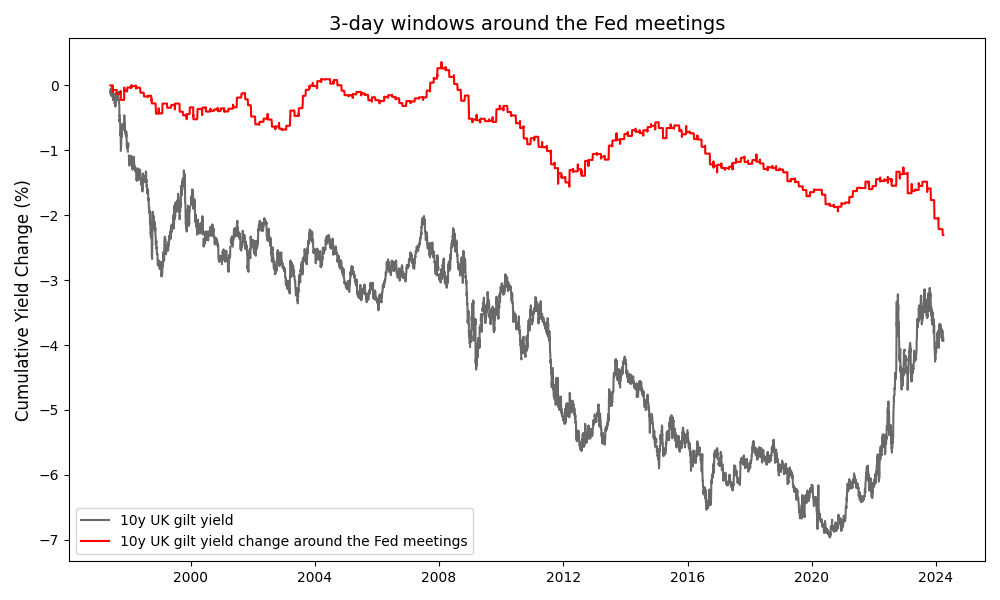 3-day windows around the Fed meetings
Cumulative Yield Change (%)
0
−1
−2
−3
−4
−5
−6
−7
10y UK gilt yield
10y UK gilt yield change around the Fed meetings
2000 2004 2008 2012 2016 2020 2024